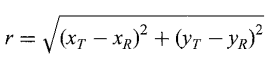 r = √((x_T − x_R)² + (y_T − y_R)²)